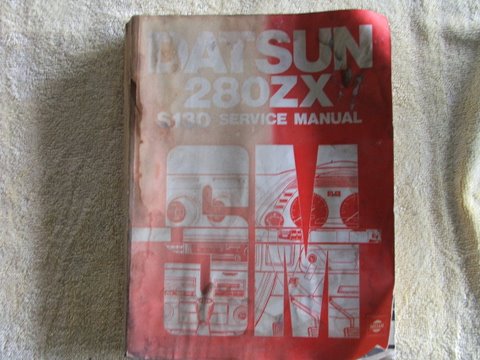 DATSUN
280ZX
S130 SERVICE MANUAL
SM